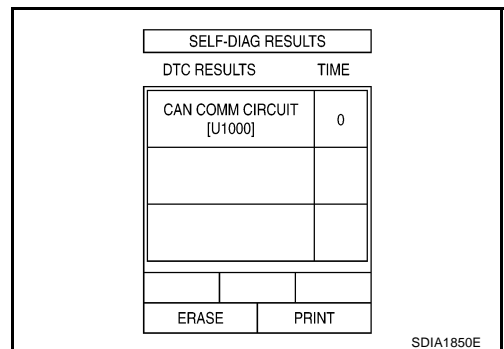 SELF-DIAG RESULTS
DTC RESULTS TIME
CAN COMM CIRCUIT 0
[U1000]
ERASE PRINT
SDIA1850E